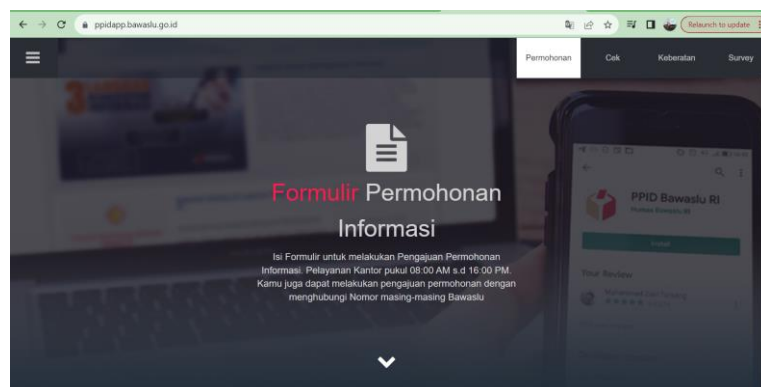 ppidapp.bawaslu.go.id
Relaunch to update
Permohonan Cek Keberatan Survey
Formulir Permohonan
Informasi
Isi Formulir untuk melakukan Pengajuan Permohonan
Informasi. Pelayanan Kantor pukul 08:00 AM s.d 16:00 PM.
Kamu juga dapat melakukan pengajuan permohonan dengan
menghubungi Nomor masing-masing Bawaslu
PPID Bawaslu RI
Install
Your Review